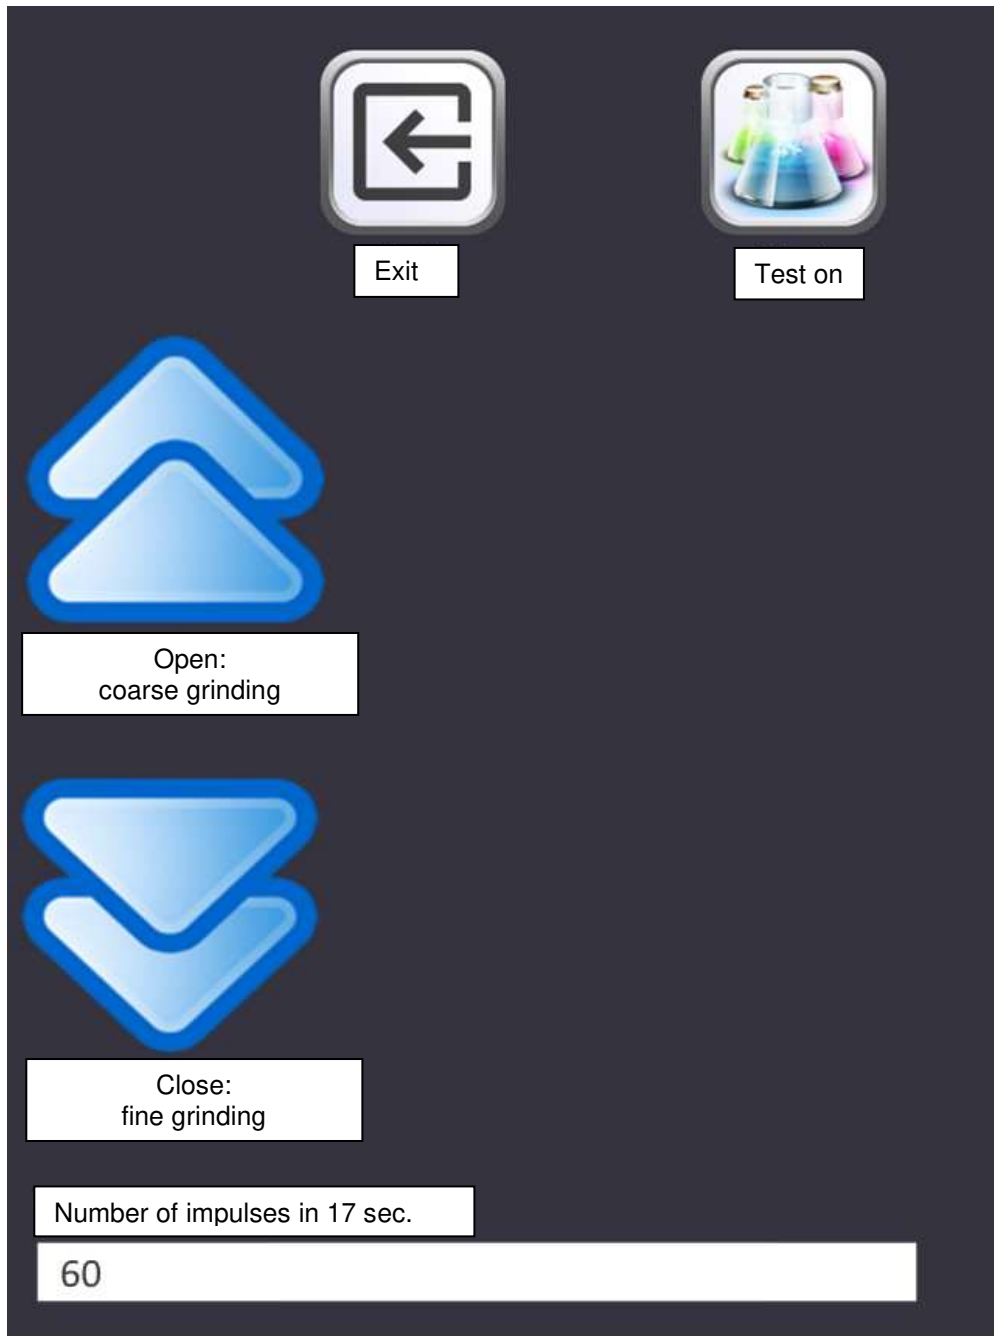 Exit
Test on
Open:
coarse grinding
Close:
fine grinding
Number of impulses in 17 sec.
60